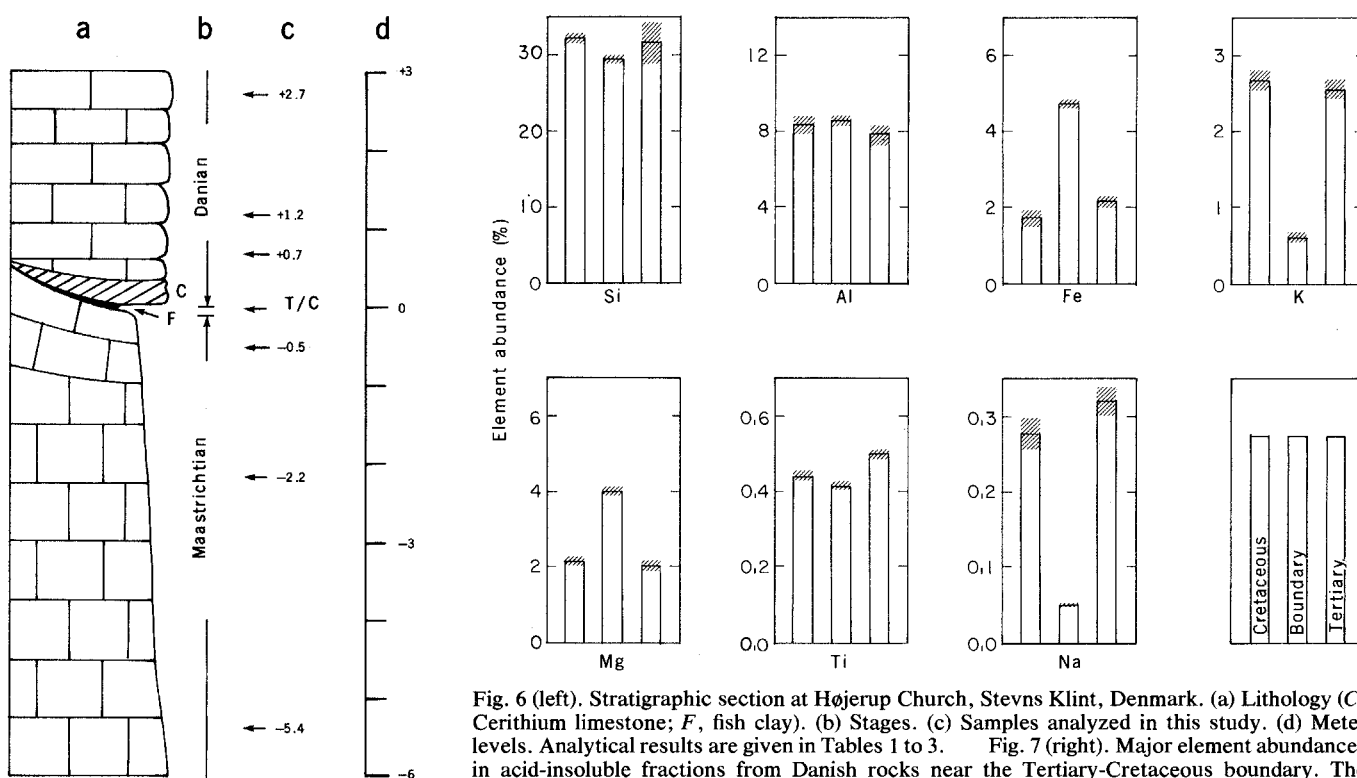 a b c d
+3
+2.7
Danian
+1.2
+0.7
C
T/C
0
F
-0.5
Maastrichtian
-2.2
-3
-5.4
-6
Element abundance (%)
30
20
10
0
Si
12
8
4
0
Al
6
4
2
0
Fe
3
2
1
0
K
6
4
2
0
Mg
0.6
0.4
0.2
0.0
Ti
0.3
0.2
0.1
0.0
Na
Cretaceous
Boundary
Tertiary
Fig. 6 (left). Stratigraphic section at Højerup Church, Stevns Klint, Denmark. (a) Lithology (C
Cerithium limestone; F, fish clay). (b) Stages. (c) Samples analyzed in this study. (d) Mete
levels. Analytical results are given in Tables 1 to 3. Fig. 7 (right). Major element abundance
in acid-insoluble fractions from Danish rocks near the Tertiary-Cretaceous boundary. Th